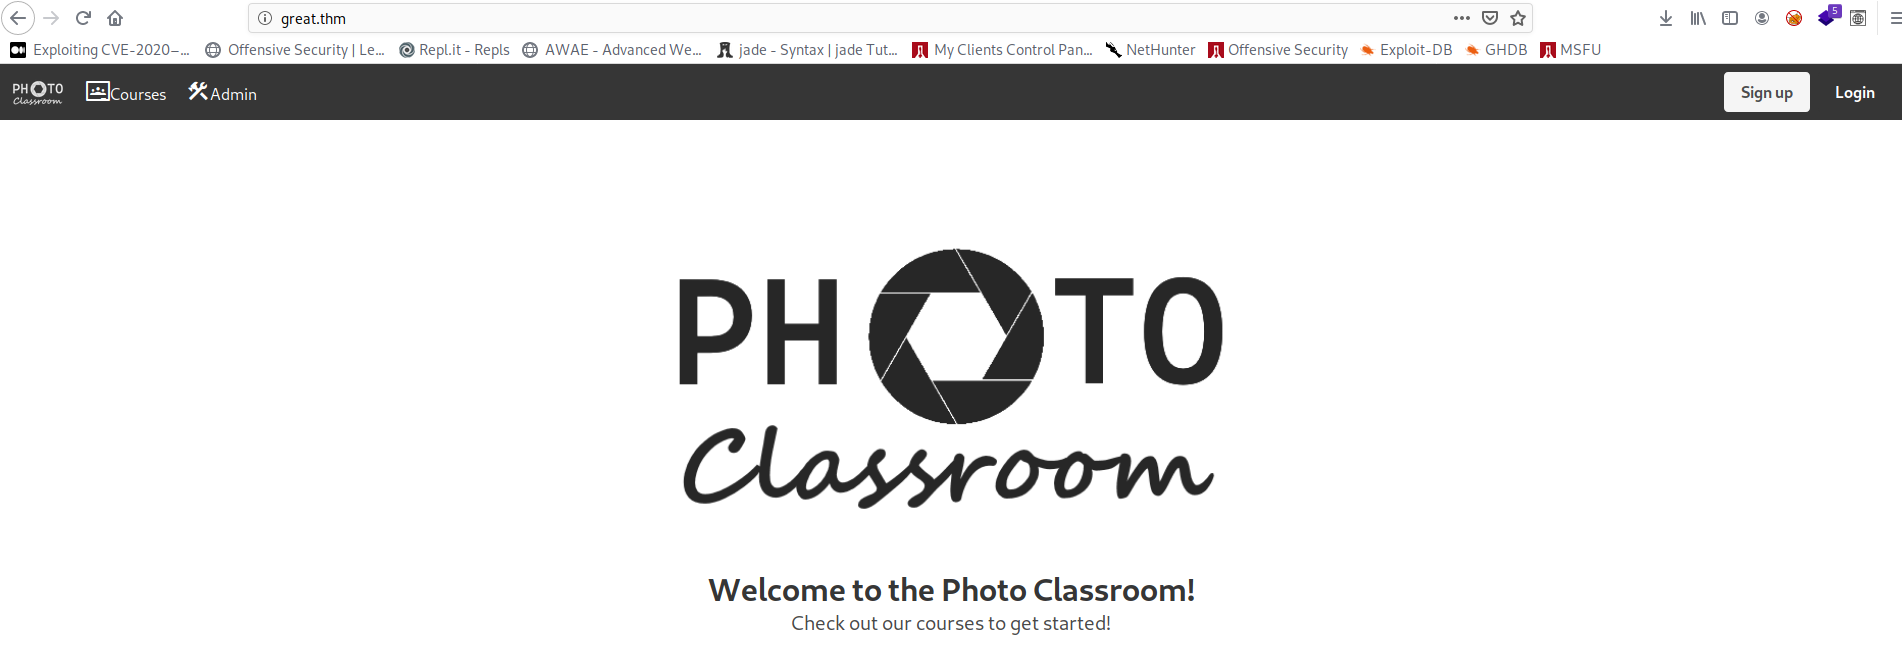 great.thm
Exploiting CVE-2020–... Offensive Security | Le... Repl.it - Repls AWAE - Advanced We... jade - Syntax | jade Tut... My Clients Control Pan... NetHunter Offensive Security Exploit-DB GHDB MSFU
PHOTO Classroom Courses Admin Sign up Login
5
PHOTO
Classroom
Welcome to the Photo Classroom!
Check out our courses to get started!